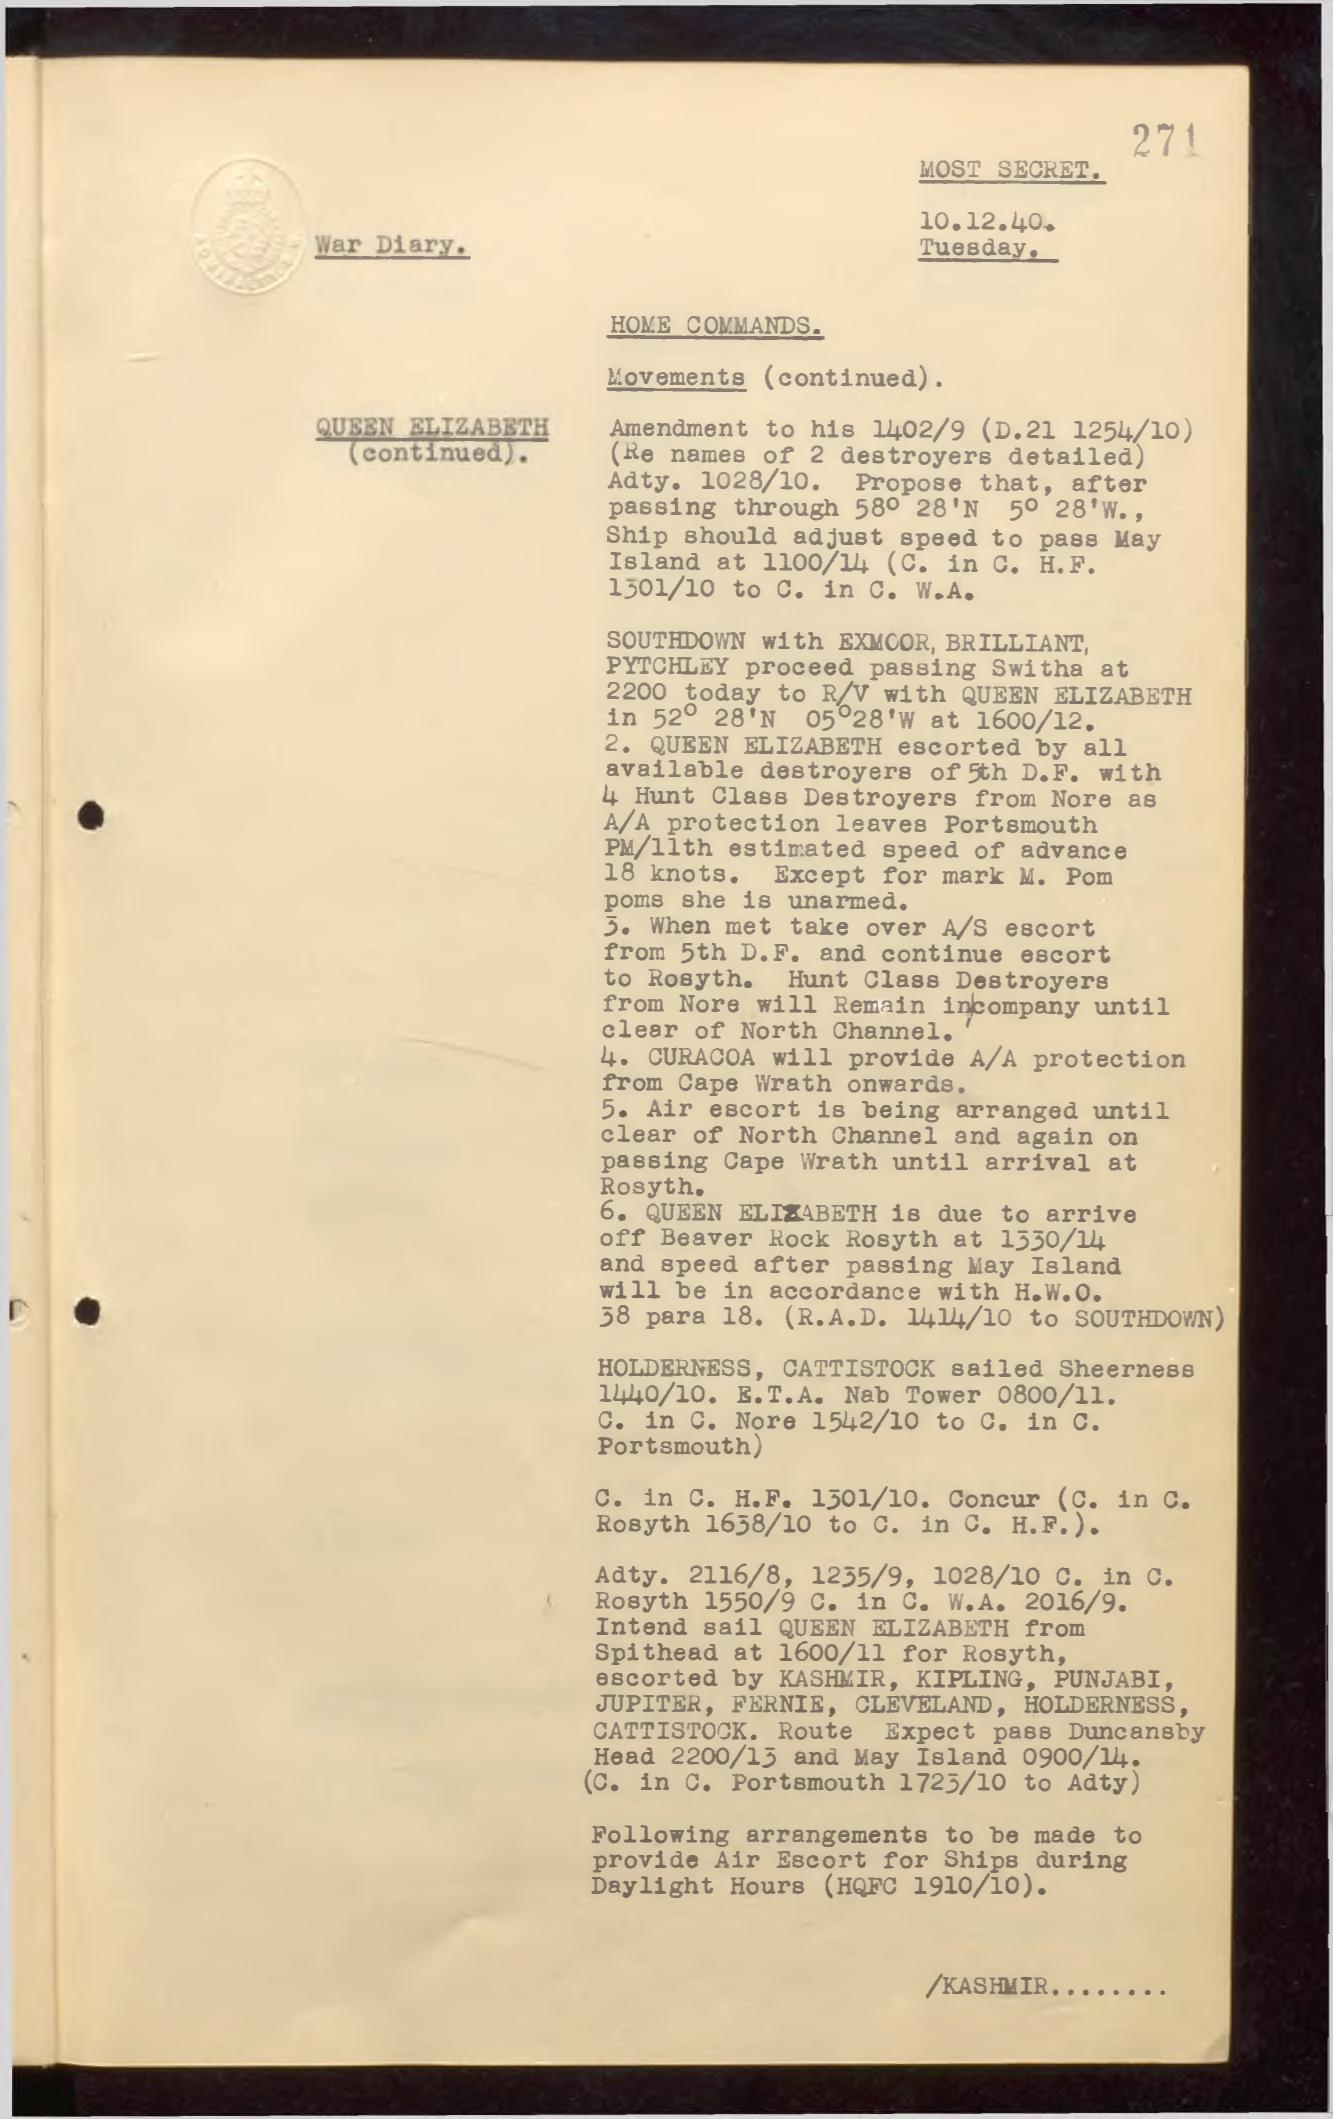 271
MOST SECRET.
10.12.40.
Tuesday.
War Diary.
HOME COMMANDS.
Movements (continued).
QUEEN ELIZABETH
(continued).
Amendment to his 1402/9 (D.21 1254/10)
(Re names of 2 destroyers detailed)
Adty. 1028/10. Propose that, after
passing through 58° 28'N 5° 28'W.,
Ship should adjust speed to pass May
Island at 1100/14 (C. in C. H.F.
1301/10 to C. in C. W.A.
SOUTHDOWN with EXMOOR, BRILLIANT,
PYTCHLEY proceed passing Switha at
2200 today to R/V with QUEEN ELIZABETH
in 52° 28'N 05°28'W at 1600/12.
2. QUEEN ELIZABETH escorted by all
available destroyers of 5th D.F. with
4 Hunt Class Destroyers from Nore as
A/A protection leaves Portsmouth
PM/11th estimated speed of advance
18 knots. Except for mark M. Pom
poms she is unarmed.
3. When met take over A/S escort
from 5th D.F. and continue escort
to Rosyth. Hunt Class Destroyers
from Nore will Remain in/company until
clear of North Channel.
4. CURACOA will provide A/A protection
from Cape Wrath onwards.
5. Air escort is being arranged until
clear of North Channel and again on
passing Cape Wrath until arrival at
Rosyth.
6. QUEEN ELIZABETH is due to arrive
off Beaver Rock Rosyth at 1330/14
and speed after passing May Island
will be in accordance with H.W.O.
38 para 18. (R.A.D. 1414/10 to SOUTHDOWN)
HOLDERNESS, CATTISTOCK sailed Sheerness
1440/10. E.T.A. Nab Tower 0800/11.
C. in C. Nore 1542/10 to C. in C.
Portsmouth)
C. in C. H.F. 1301/10. Concur (C. in C.
Rosyth 1638/10 to C. in C. H.F.).
Adty. 2116/8, 1235/9, 1028/10 C. in C.
Rosyth 1550/9 C. in C. W.A. 2016/9.
Intend sail QUEEN ELIZABETH from
Spithead at 1600/11 for Rosyth,
escorted by KASHMIR, KIPLING, PUNJABI,
JUPITER, FERNIE, CLEVELAND, HOLDERNESS,
CATTISTOCK. Route Expect pass Duncansby
Head 2200/13 and May Island 0900/14.
(C. in C. Portsmouth 1723/10 to Adty)
Following arrangements to be made to
provide Air Escort for Ships during
Daylight Hours (HQFC 1910/10).
/KASHMIR........